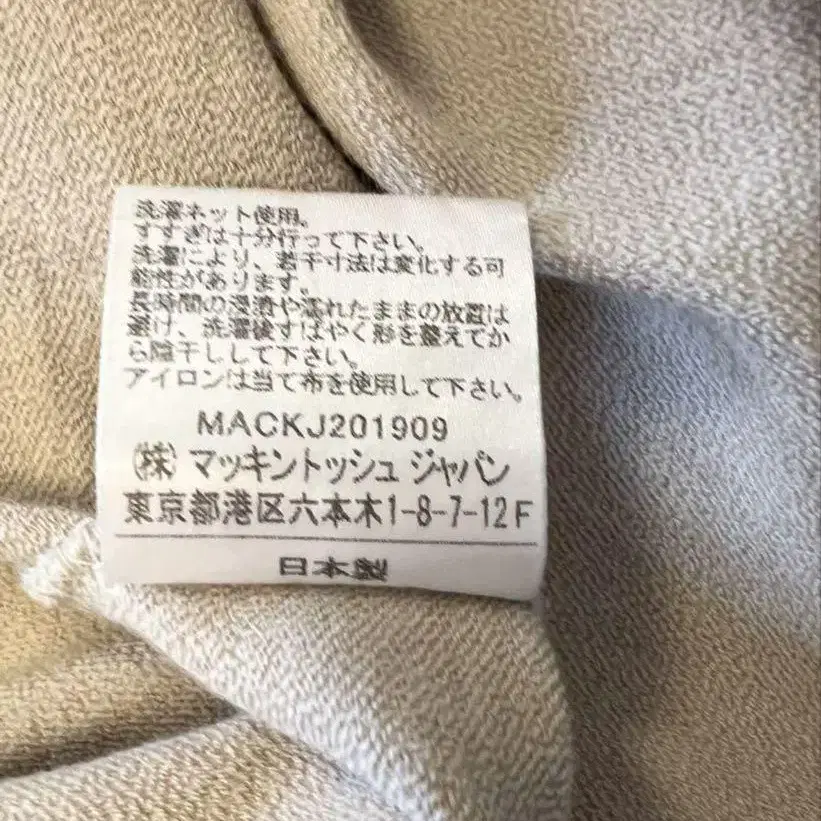 洗濯ネット使用。
すすぎは十分行って下さい。
洗濯により、若干寸法は変化する可
能性があります。
長時間の浸漬や濡れたままの放置は
避け、洗濯後すばやく形を整えてか
ら陰干しして下さい。
アイロンは当て布を使用して下さい。
MACKJ201909
(株)マッキントッシュ ジャパン
東京都港区六本木1-8-7-12F
日本製